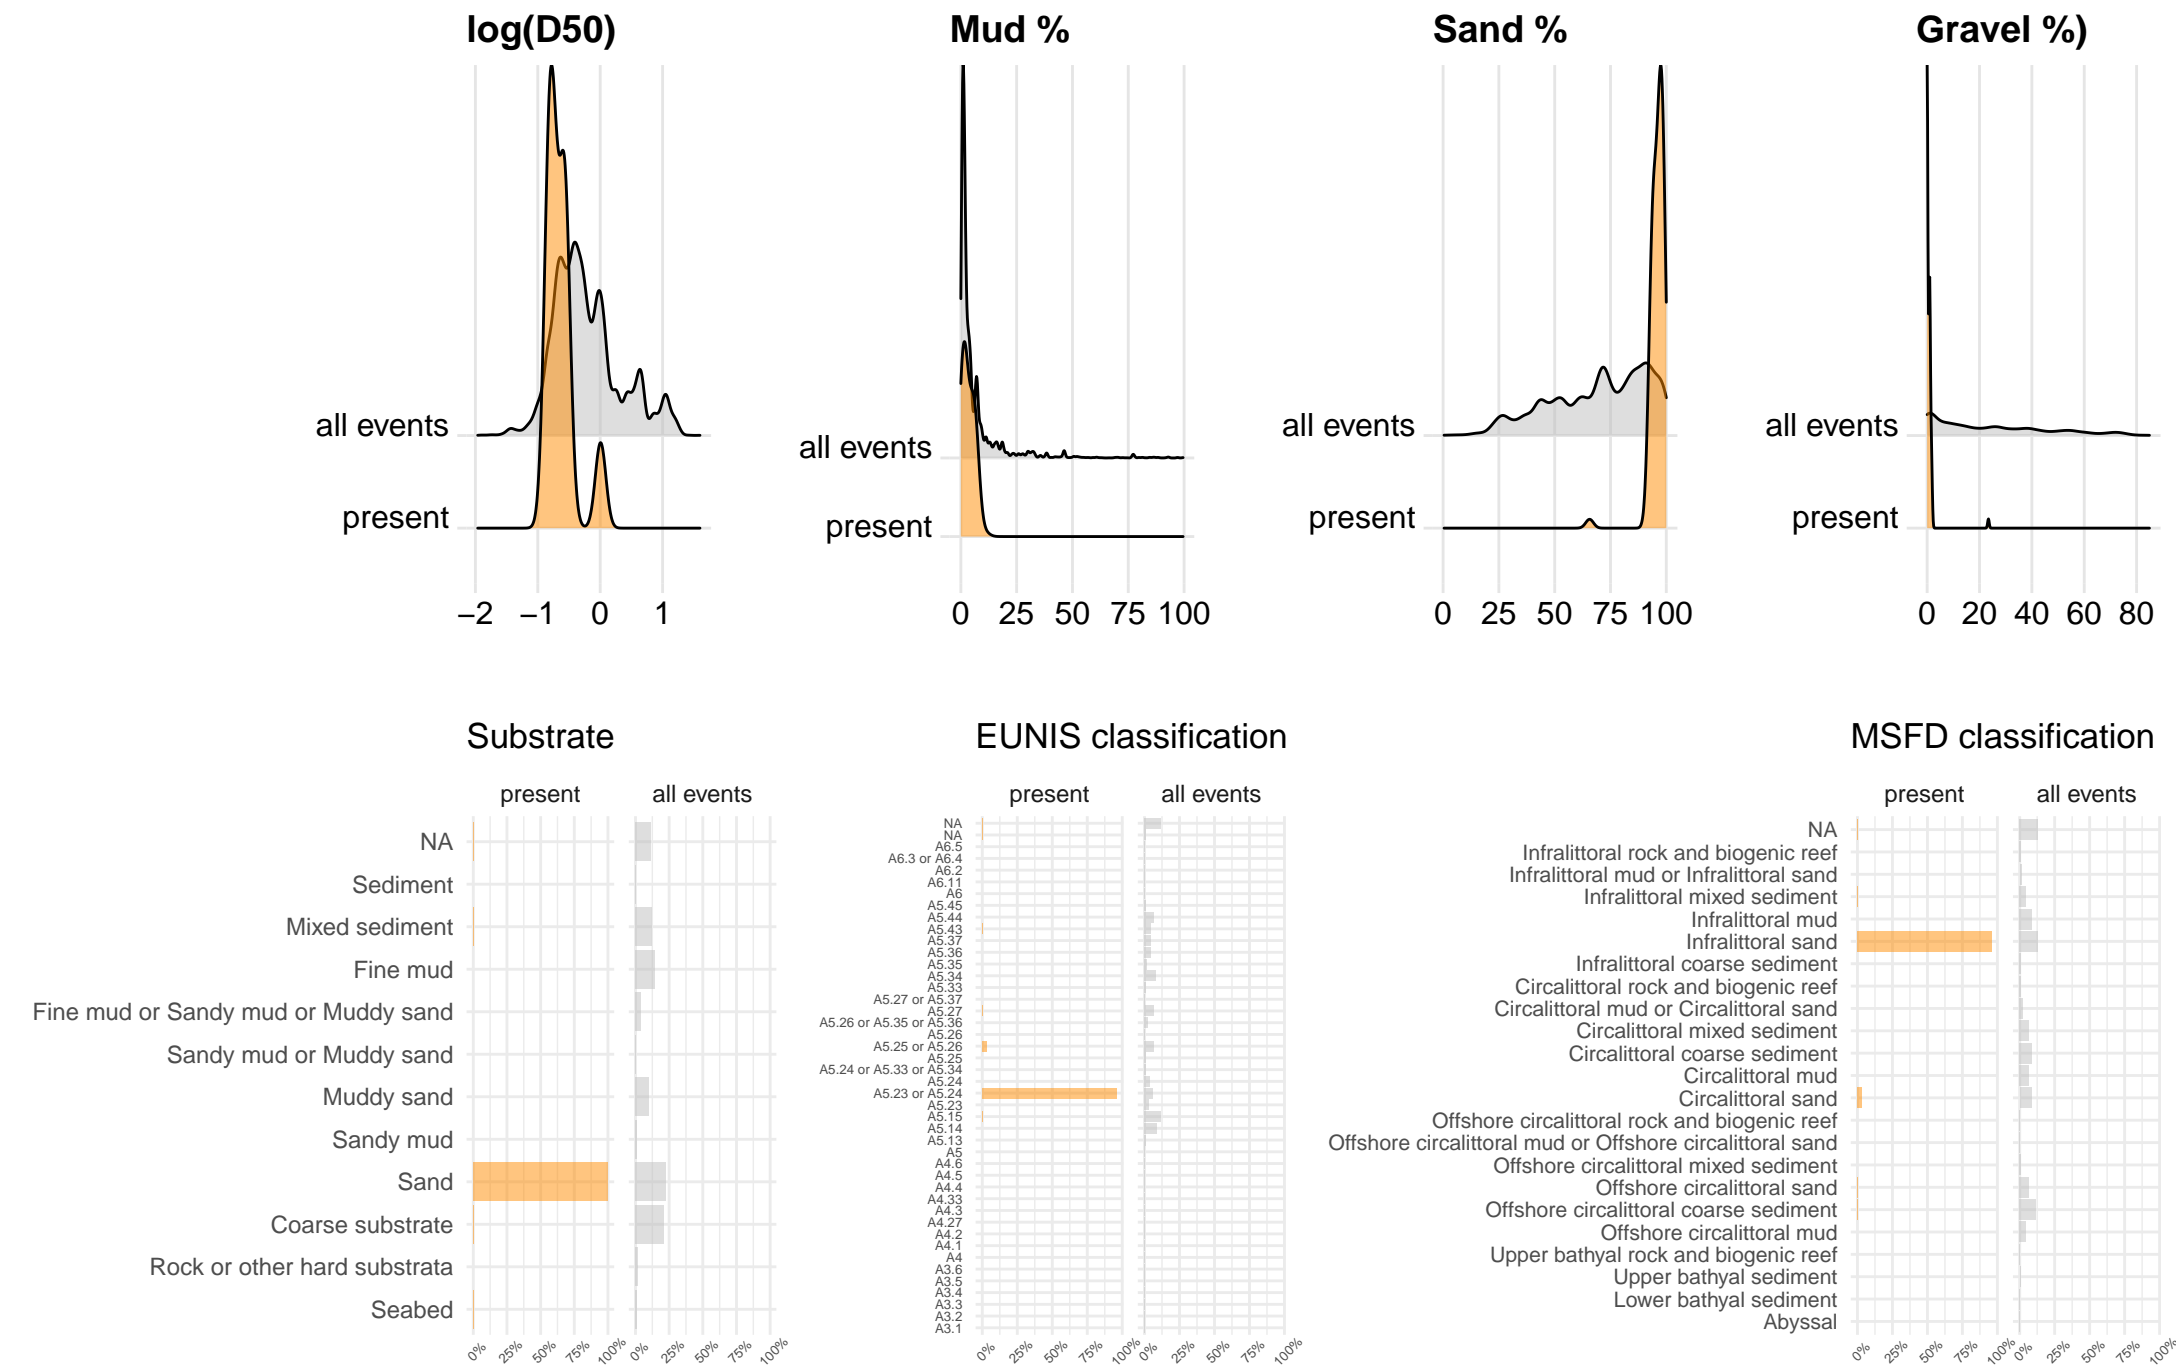 log(D50)
Mud %
Sand %
Gravel %)
all events
present
−2 −1 0 1
all events
present
0 25 50 75 100
all events
present
0 25 50 75 100
all events
present
0 20 40 60 80
Substrate
present all events
NA
Sediment
Mixed sediment
Fine mud
Fine mud or Sandy mud or Muddy sand
Sandy mud or Muddy sand
Muddy sand
Sandy mud
Sand
Coarse substrate
Rock or other hard substrata
Seabed
0% 25% 50% 75% 100% 0% 25% 50% 75% 100%
EUNIS classification
present all events
NA
NA
A6.5
A6.3 or A6.4
A6.2
A6.11
A6
A5.45
A5.44
A5.43
A5.37
A5.36
A5.35
A5.34
A5.33
A5.27 or A5.37
A5.27
A5.26 or A5.35 or A5.36
A5.26
A5.25 or A5.26
A5.25
A5.24 or A5.33 or A5.34
A5.24
A5.23 or A5.24
A5.23
A5.15
A5.14
A5.13
A5
A4.6
A4.5
A4.4
A4.33
A4.3
A4.27
A4.2
A4.1
A4
A3.6
A3.5
A3.4
A3.3
A3.2
A3.1
0% 25% 50% 75% 100% 0% 25% 50% 75% 100%
MSFD classification
present all events
NA
Infralittoral rock and biogenic reef
Infralittoral mud or Infralittoral sand
Infralittoral mixed sediment
Infralittoral mud
Infralittoral sand
Infralittoral coarse sediment
Circalittoral rock and biogenic reef
Circalittoral mud or Circalittoral sand
Circalittoral mixed sediment
Circalittoral coarse sediment
Circalittoral mud
Circalittoral sand
Offshore circalittoral rock and biogenic reef
Offshore circalittoral mud or Offshore circalittoral sand
Offshore circalittoral mixed sediment
Offshore circalittoral sand
Offshore circalittoral coarse sediment
Offshore circalittoral mud
Upper bathyal rock and biogenic reef
Upper bathyal sediment
Lower bathyal sediment
Abyssal
0% 25% 50% 75% 100% 0% 25% 50% 75% 100%